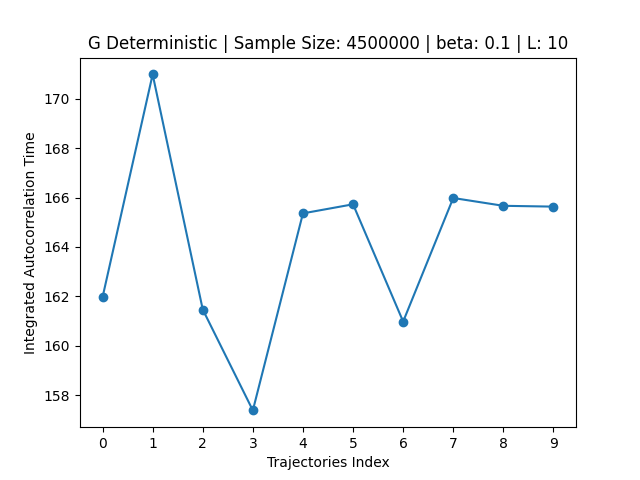 G Deterministic | Sample Size: 4500000 | beta: 0.1 | L: 10
Integrated Autocorrelation Time
170
168
166
164
162
160
158
0 1 2 3 4 5 6 7 8 9
Trajectories Index